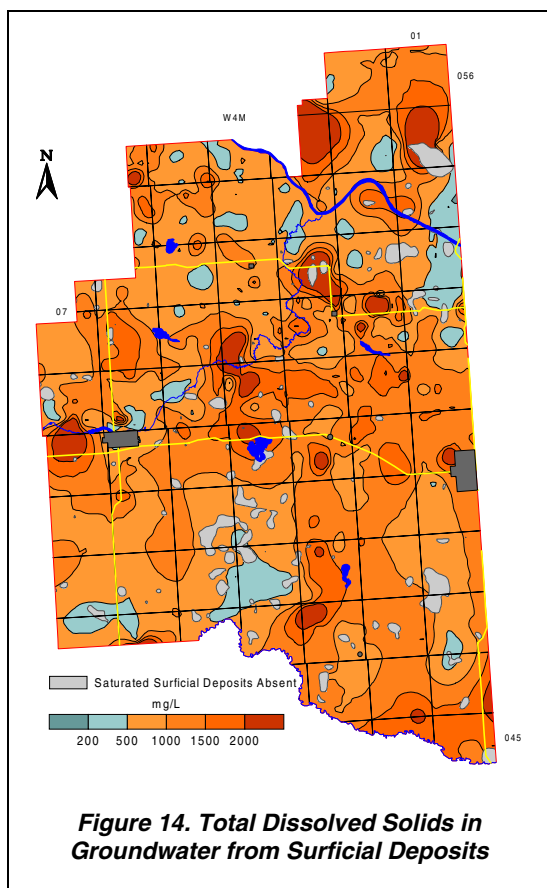 01
056
W4M
N
07
Saturated Surficial Deposits Absent
mg/L
200 500 1000 1500 2000
045
Figure 14. Total Dissolved Solids in
Groundwater from Surficial Deposits